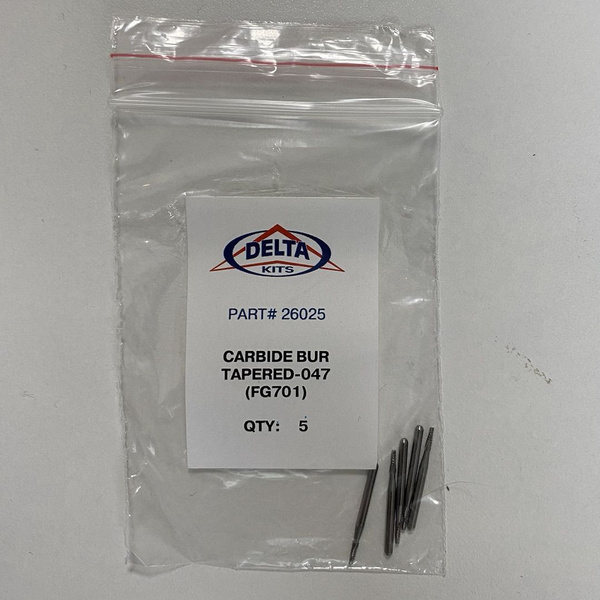 DELTA
KITS
PART# 26025
CARBIDE BUR
TAPERED-047
(FG701)
QTY: 5